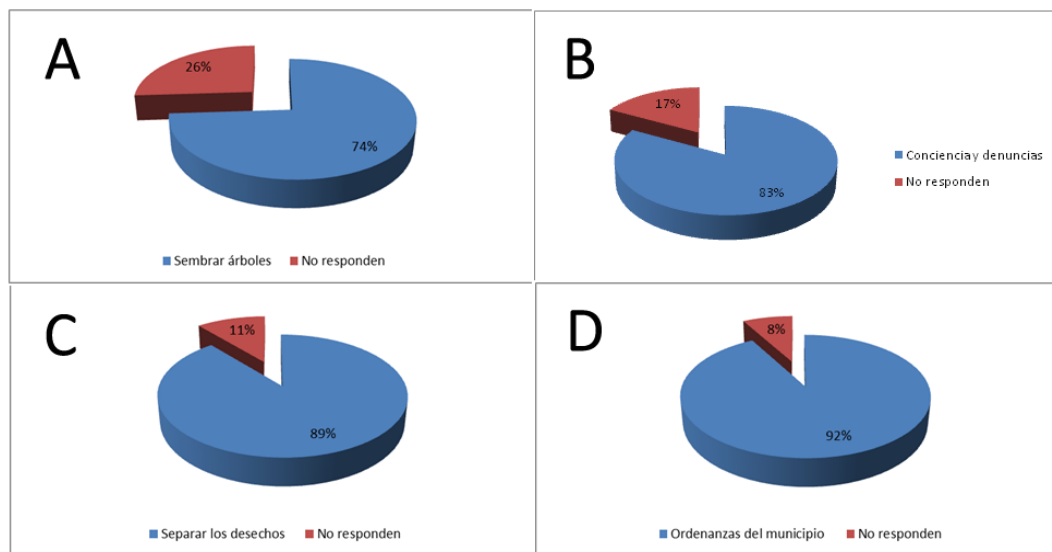 A
26%
74%
Sembrar árboles No responden
B
17%
83%
Conciencia y denuncias
No responden
C
11%
89%
Separar los desechos No responden
D
8%
92%
Ordenanzas del municipio No responden